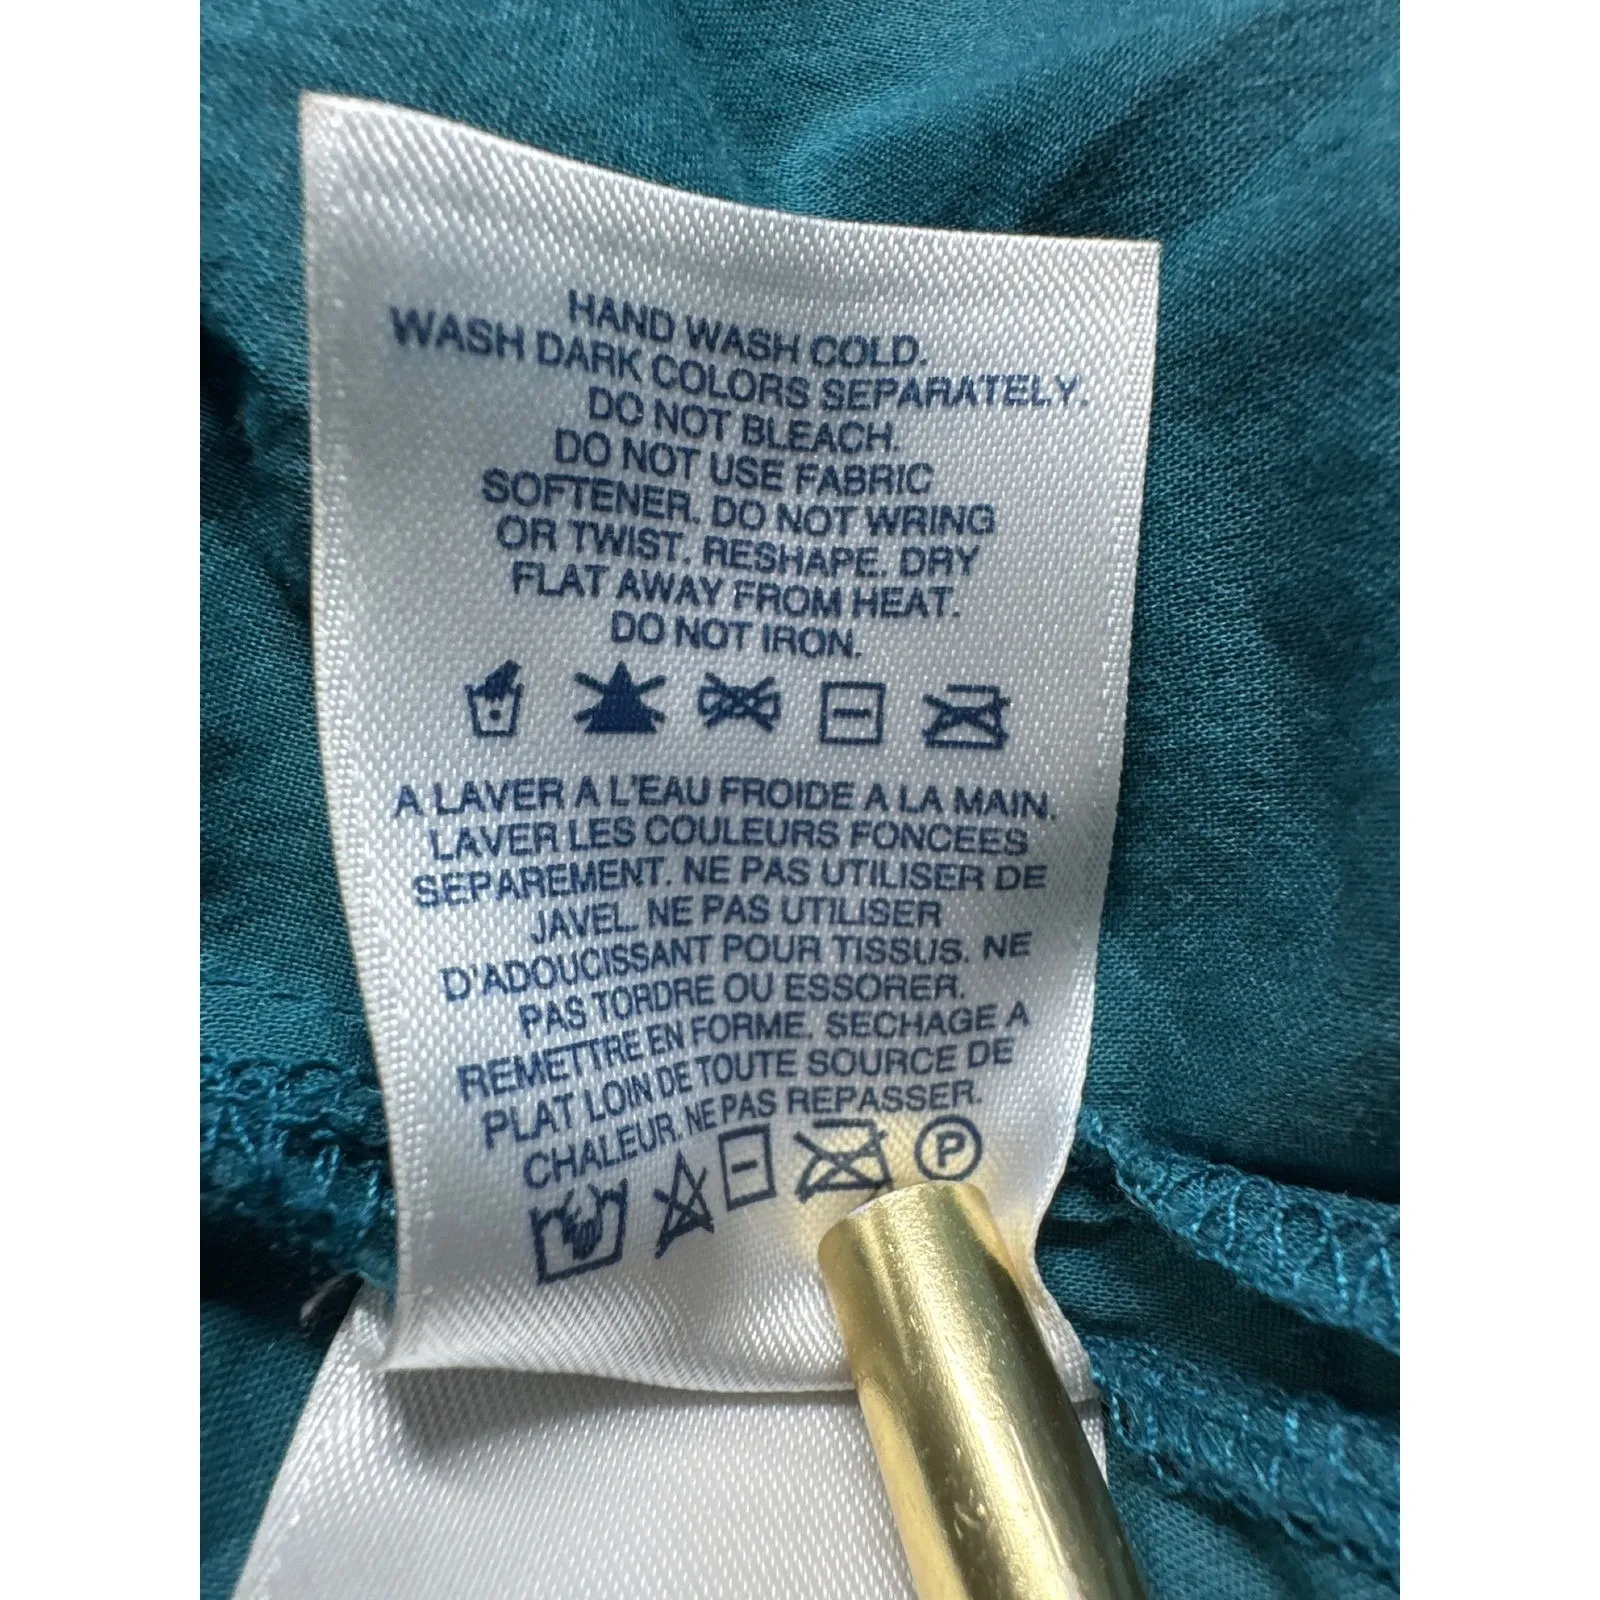 HAND WASH COLD.
WASH DARK COLORS SEPARATELY.
DO NOT BLEACH.
DO NOT USE FABRIC
SOFTENER. DO NOT WRING
OR TWIST. RESHAPE. DRY
FLAT AWAY FROM HEAT.
DO NOT IRON.
A LAVER A L'EAU FROIDE A LA MAIN.
LAVER LES COULEURS FONCEES
SEPAREMENT. NE PAS UTILISER DE
JAVEL. NE PAS UTILISER
D'ADOUCISSANT POUR TISSUS. NE
PAS TORDRE OU ESSORER.
REMETTRE EN FORME. SECHAGE A
PLAT LOIN DE TOUTE SOURCE DE
CHALEUR. NE PAS REPASSER.
P